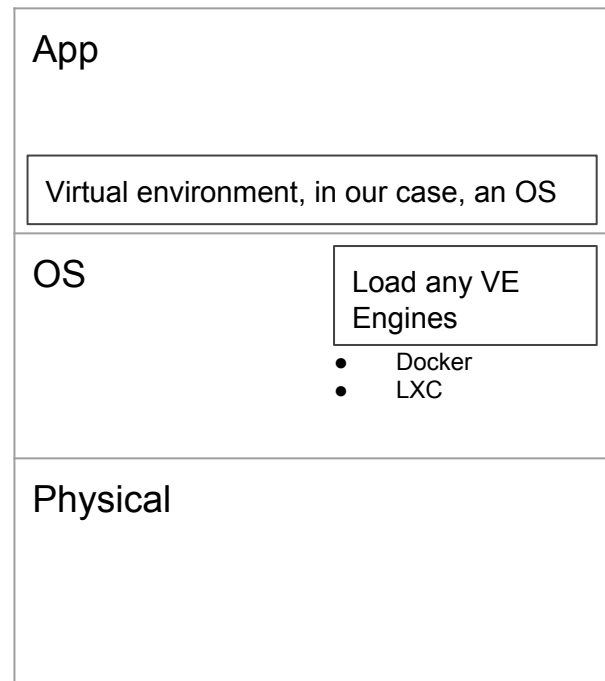 App
Virtual environment, in our case, an OS
OS
Load any VE
Engines
● Docker
● LXC
Physical